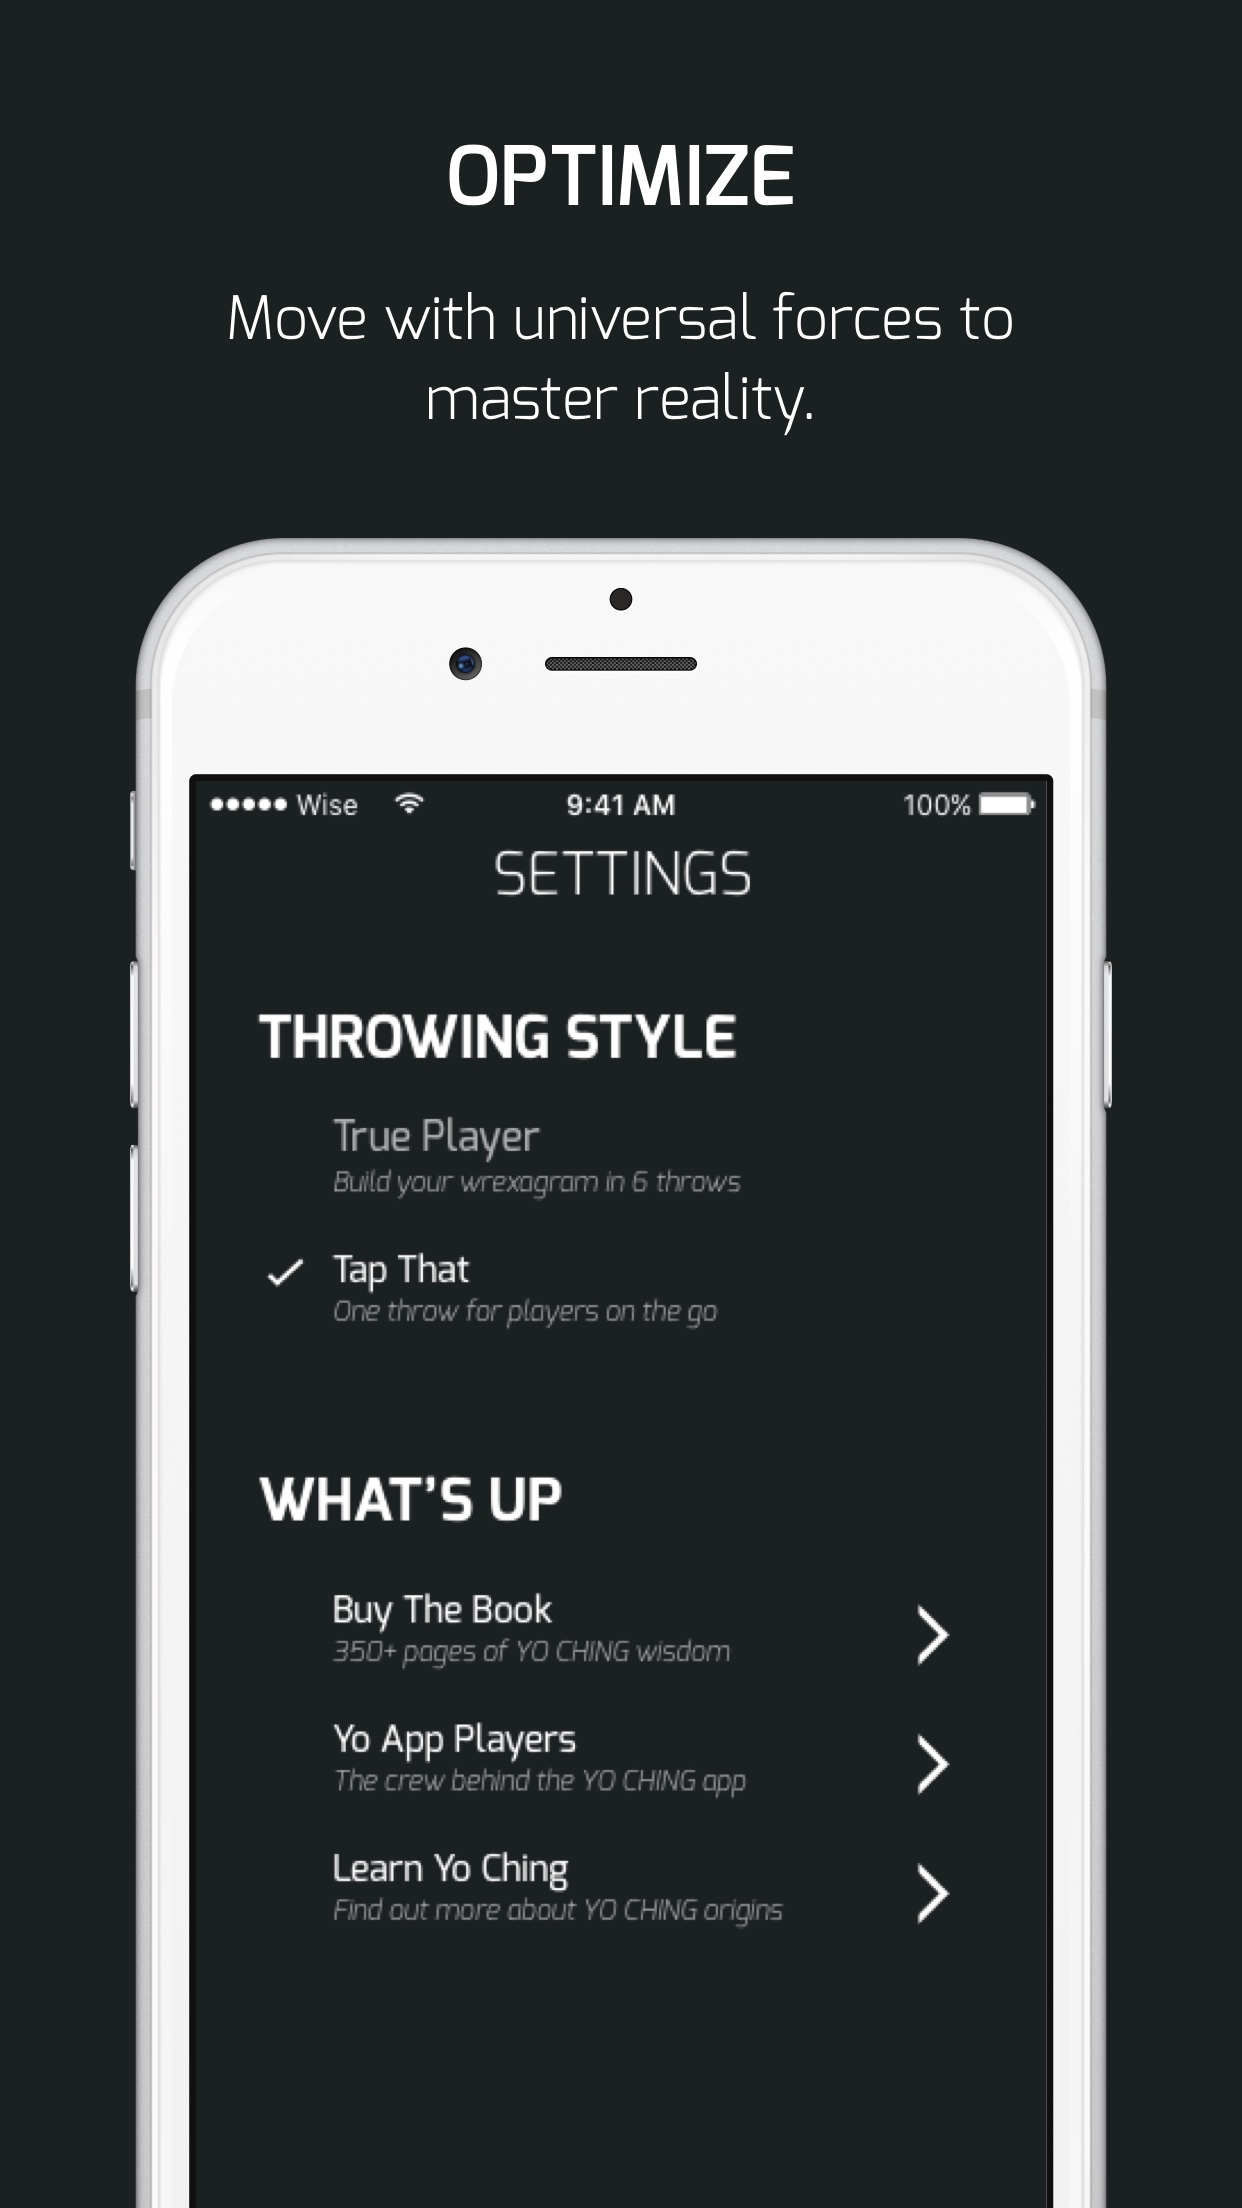 OPTIMIZE
Move with universal forces to
master reality.
Wise 9:41 AM 100%
SETTINGS
THROWING STYLE
True Player
Build your wrexagram in 6 throws
Tap That
One throw for players on the go
WHAT'S UP
Buy The Book
350+ pages of YO CHING wisdom
Yo App Players
The crew behind the YO CHING app
Learn Yo Ching
Find out more about YO CHING origins